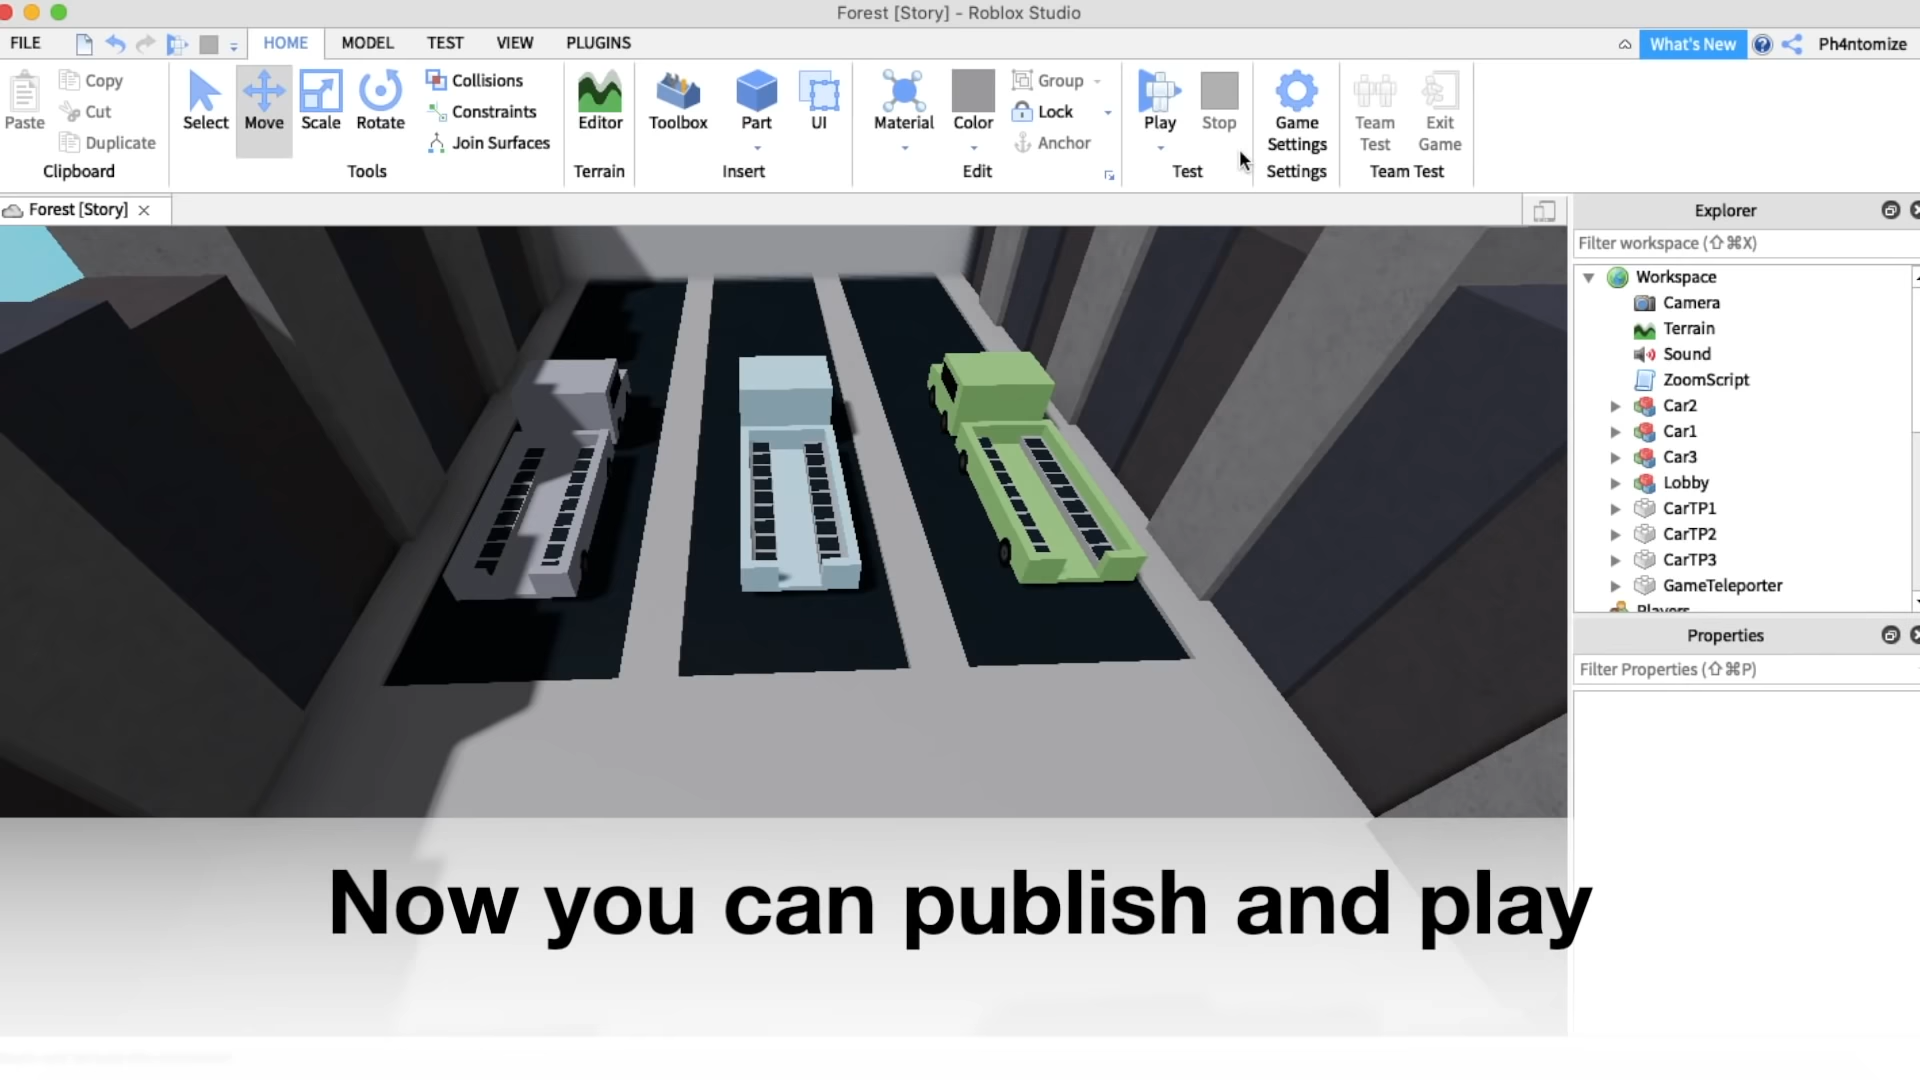 Forest [Story] - Roblox Studio
FILE HOME MODEL TEST VIEW PLUGINS What's New Ph4ntomize
Paste Copy Cut Duplicate
Clipboard
Select Move Scale Rotate Collisions Constraints Join Surfaces
Tools
Editor
Terrain
Toolbox Part UI
Insert
Material Color Group Lock Anchor
Edit
Play Stop
Test
Game Settings
Settings
Team Test Exit Game
Team Test
Forest [Story]
Explorer
Filter workspace (⇧⌘X)
Workspace
Camera
Terrain
Sound
ZoomScript
Car2
Car1
Car3
Lobby
CarTP1
CarTP2
CarTP3
GameTeleporter
Players
Properties
Filter Properties (⇧⌘P)
Now you can publish and play